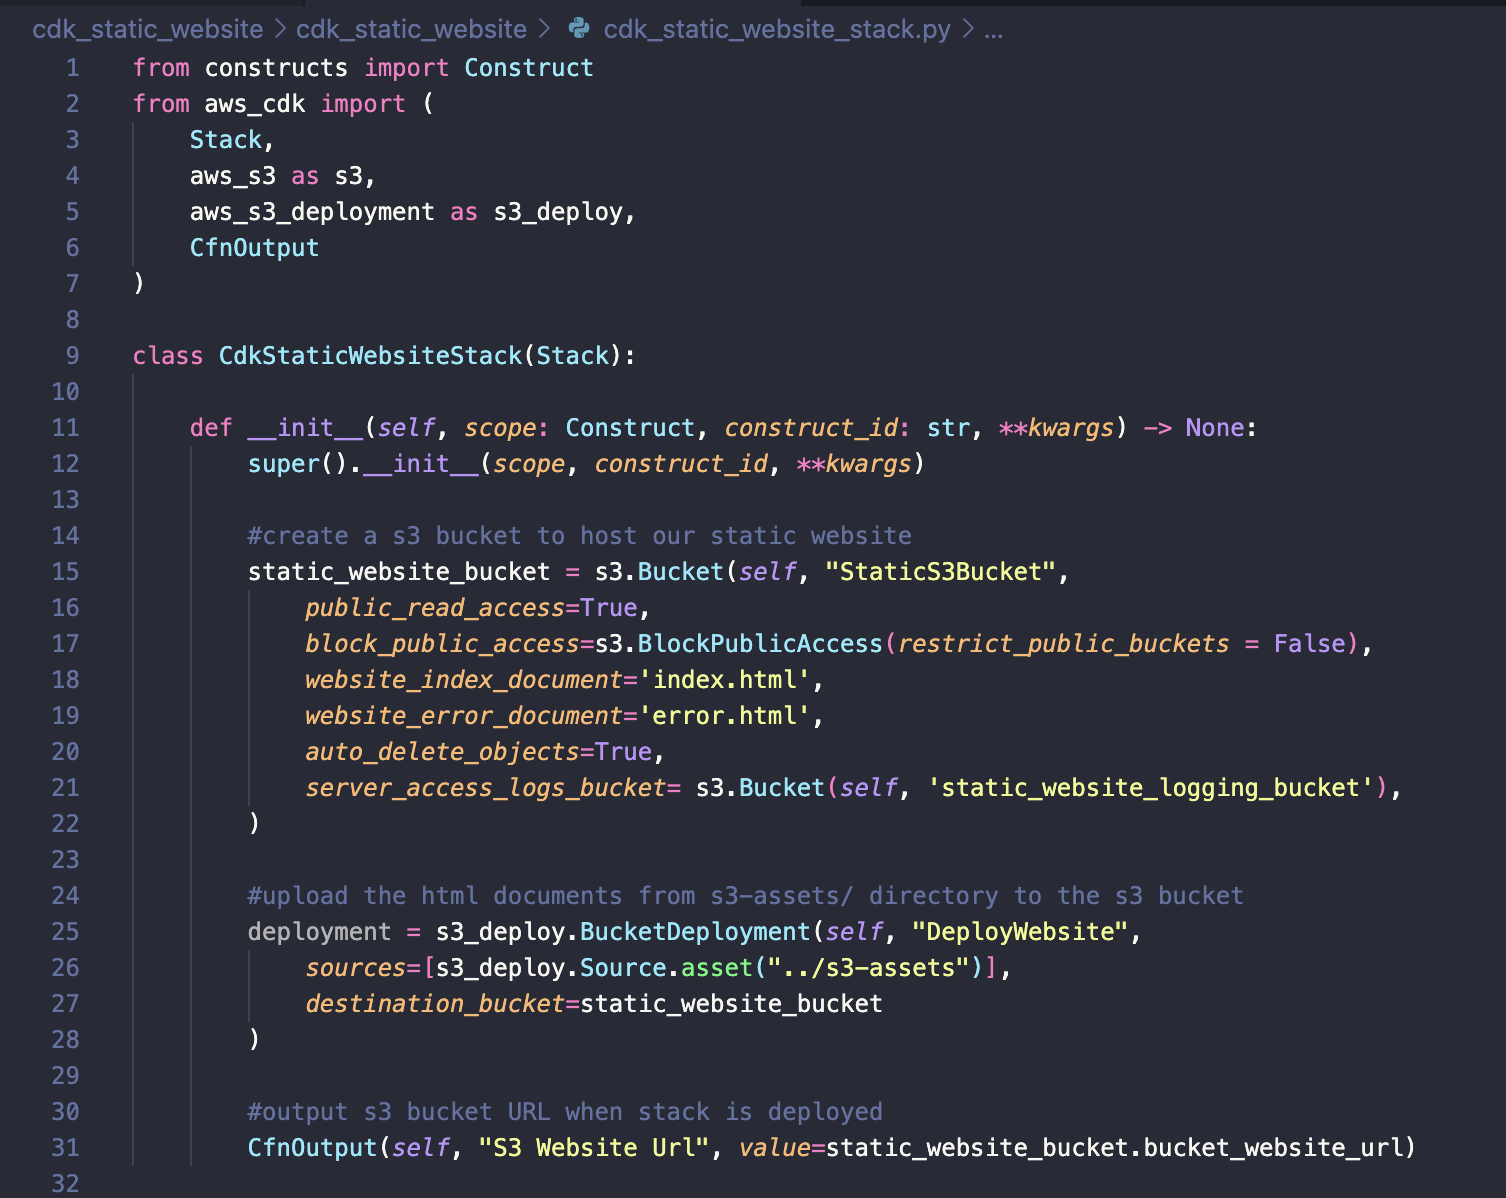 cdk_static_website > cdk_static_website > cdk_static_website_stack.py > ...
1 from constructs import Construct
2 from aws_cdk import (
3     Stack,
4     aws_s3 as s3,
5     aws_s3_deployment as s3_deploy,
6     CfnOutput
7 )
8
9 class CdkStaticWebsiteStack(Stack):
10
11     def __init__(self, scope: Construct, construct_id: str, **kwargs) -> None:
12         super().__init__(scope, construct_id, **kwargs)
13
14         #create a s3 bucket to host our static website
15         static_website_bucket = s3.Bucket(self, "StaticS3Bucket",
16             public_read_access=True,
17             block_public_access=s3.BlockPublicAccess(restrict_public_buckets = False),
18             website_index_document='index.html',
19             website_error_document='error.html',
20             auto_delete_objects=True,
21             server_access_logs_bucket= s3.Bucket(self, 'static_website_logging_bucket'),
22         )
23
24         #upload the html documents from s3-assets/ directory to the s3 bucket
25         deployment = s3_deploy.BucketDeployment(self, "DeployWebsite",
26             sources=[s3_deploy.Source.asset("../s3-assets")],
27             destination_bucket=static_website_bucket
28         )
29
30         #output s3 bucket URL when stack is deployed
31         CfnOutput(self, "S3 Website Url", value=static_website_bucket.bucket_website_url)
32